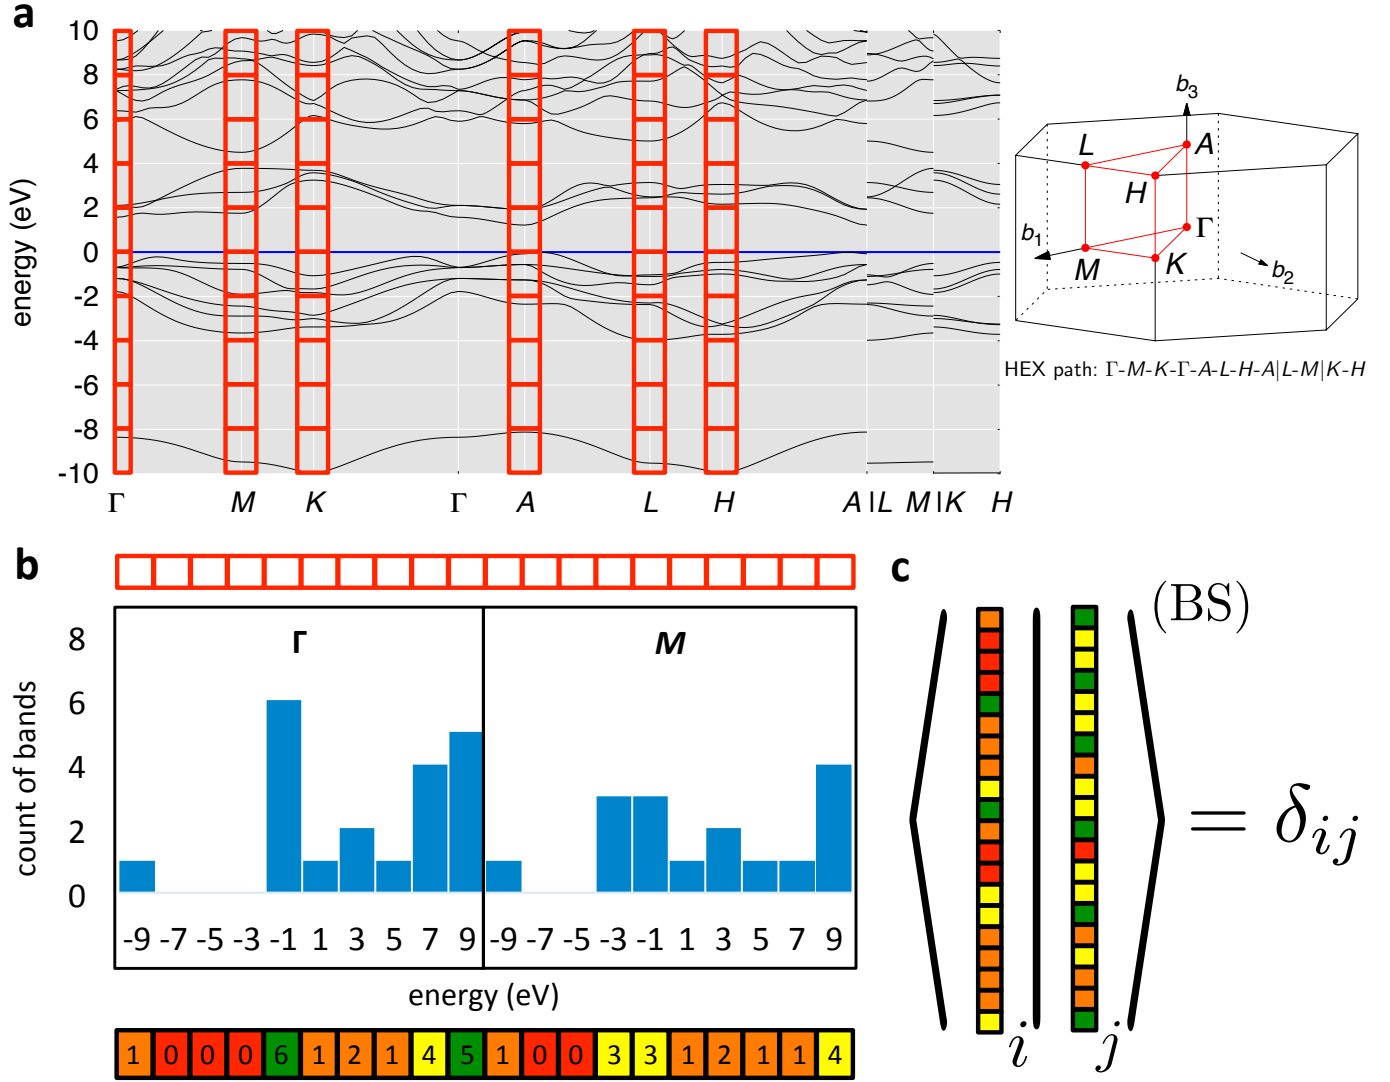 a
10
8
6
4
2
0
-2
-4
-6
-8
-10
energy (eV)
Γ M K Γ A L H A|L M|K H
b3
L
A
H
Γ
b1
M
K
b2
HEX path: Γ-M-K-Γ-A-L-H-A|L-M|K-H
b
Γ M
8
6
4
2
0
count of bands
-9 -7 -5 -3 -1 1 3 5 7 9 -9 -7 -5 -3 -1 1 3 5 7 9
energy (eV)
1 0 0 0 6 1 2 1 4 5 1 0 0 3 3 1 2 1 1 4
c
(BS)
= δij
i
j